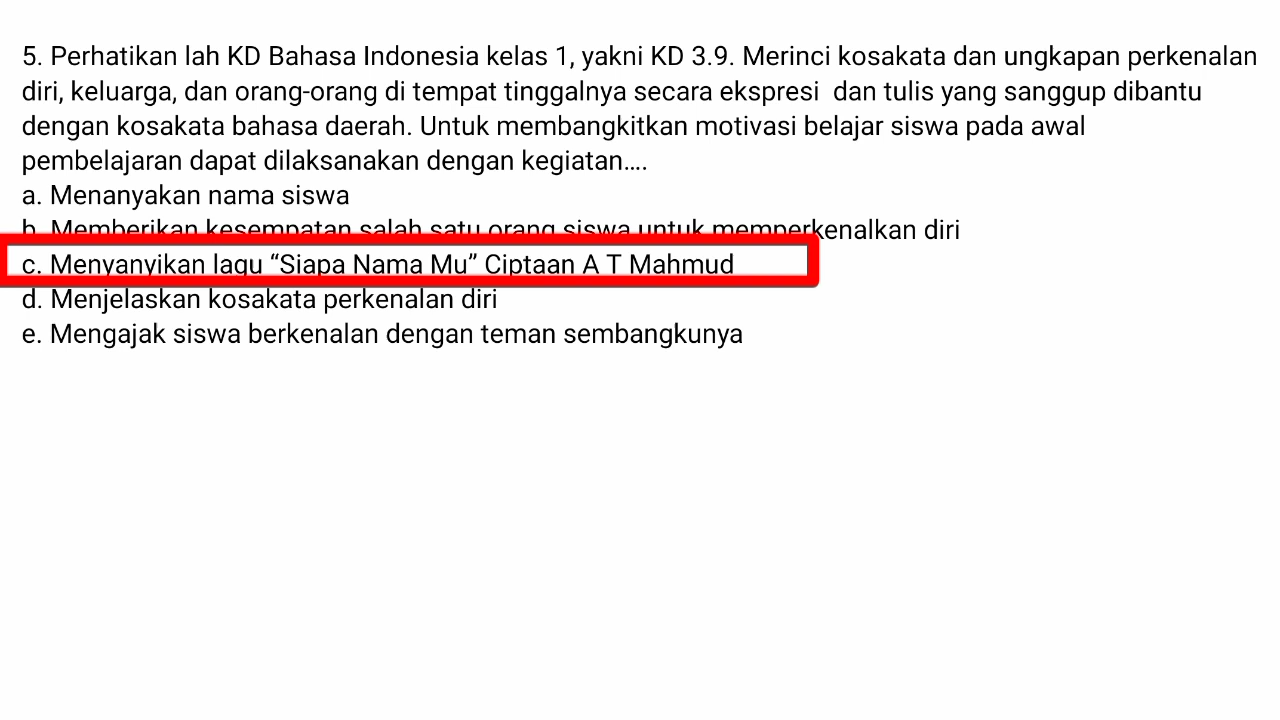 5. Perhatikan lah KD Bahasa Indonesia kelas 1, yakni KD 3.9. Merinci kosakata dan ungkapan perkenalan
diri, keluarga, dan orang-orang di tempat tinggalnya secara ekspresi  dan tulis yang sanggup dibantu
dengan kosakata bahasa daerah. Untuk membangkitkan motivasi belajar siswa pada awal
pembelajaran dapat dilaksanakan dengan kegiatan....
a. Menanyakan nama siswa
b. Memberikan kesempatan salah satu orang siswa untuk memperkenalkan diri
c. Menyanyikan lagu “Siapa Nama Mu” Ciptaan A T Mahmud
d. Menjelaskan kosakata perkenalan diri
e. Mengajak siswa berkenalan dengan teman sembangkunya